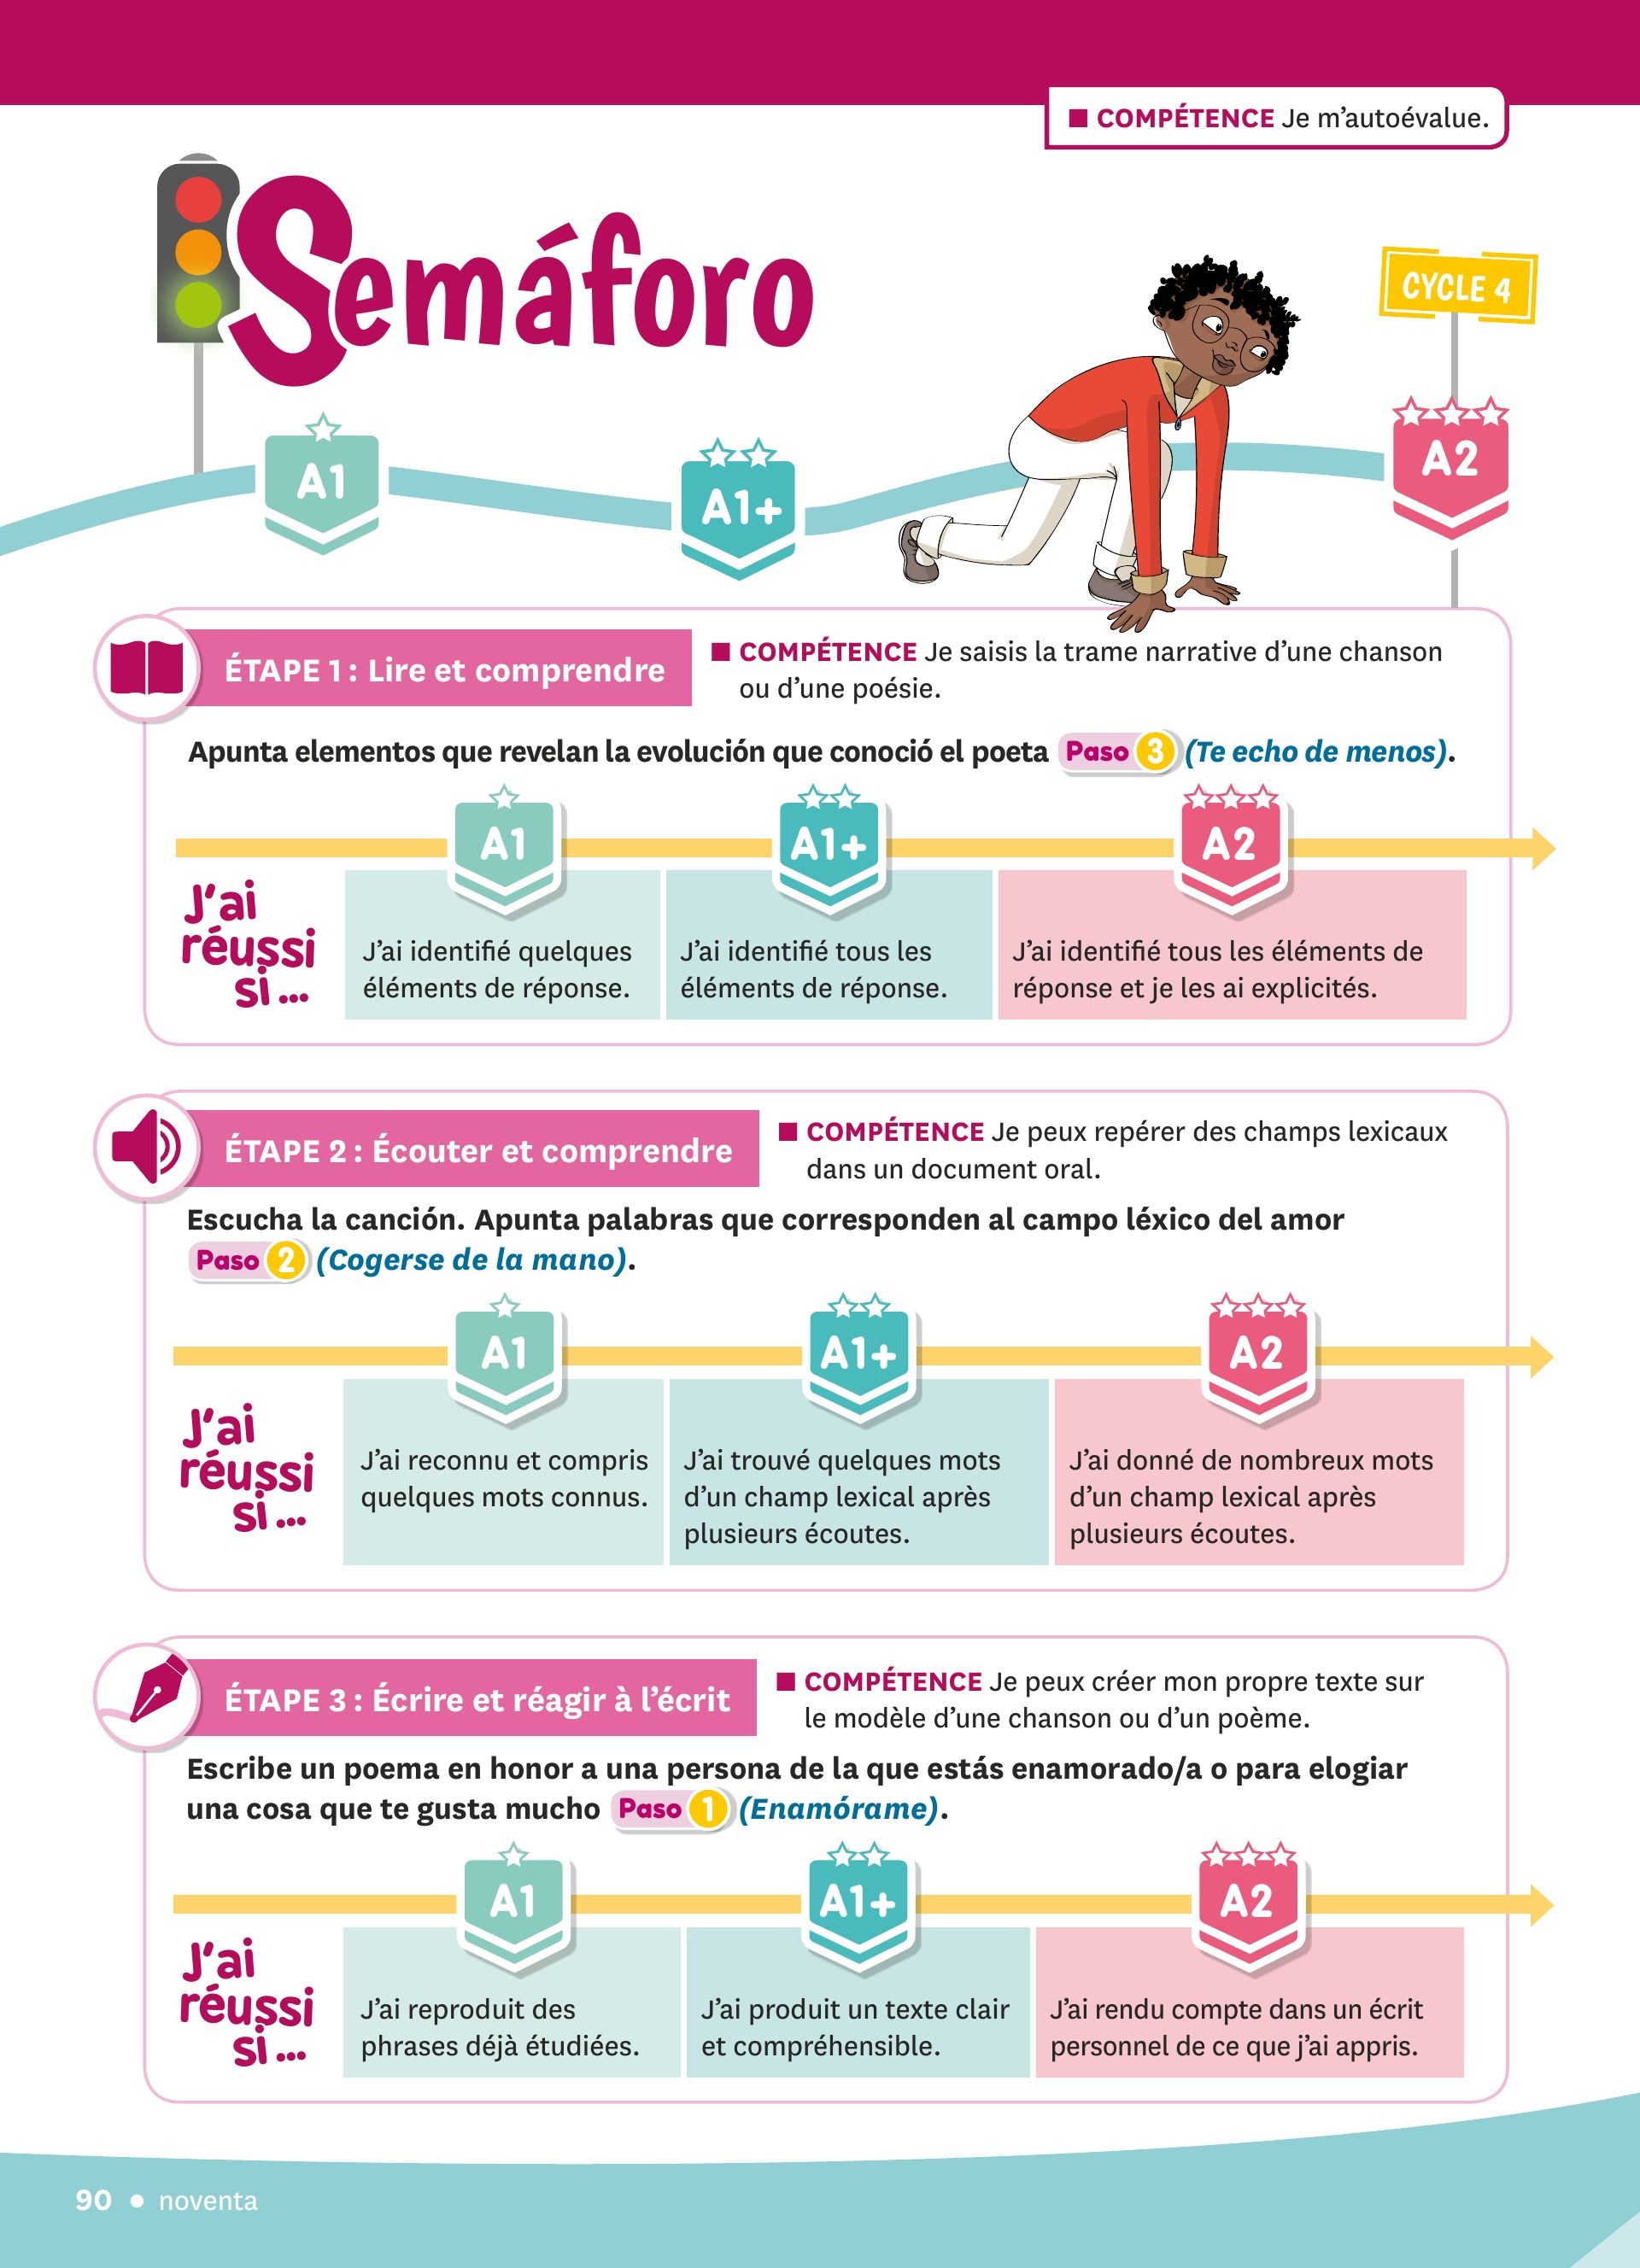 ■ COMPÉTENCE Je m’autoévalue.
Semáforo
CYCLE 4
A1
A1+
A2
ÉTAPE 1 : Lire et comprendre
■ COMPÉTENCE Je saisis la trame narrative d’une chanson
ou d’une poésie.
Apunta elementos que revelan la evolución que conoció el poeta Paso 3 (Te echo de menos).
A1
A1+
A2
J’ai
réussi
si ...
J’ai identifié quelques
éléments de réponse.
J’ai identifié tous les
éléments de réponse.
J’ai identifié tous les éléments de
réponse et je les ai explicités.
ÉTAPE 2 : Écouter et comprendre
■ COMPÉTENCE Je peux repérer des champs lexicaux
dans un document oral.
Escucha la canción. Apunta palabras que corresponden al campo léxico del amor
Paso 2 (Cogerse de la mano).
A1
A1+
A2
J’ai
réussi
si ...
J’ai reconnu et compris
quelques mots connus.
J’ai trouvé quelques mots
d’un champ lexical après
plusieurs écoutes.
J’ai donné de nombreux mots
d’un champ lexical après
plusieurs écoutes.
ÉTAPE 3 : Écrire et réagir à l’écrit
■ COMPÉTENCE Je peux créer mon propre texte sur
le modèle d’une chanson ou d’un poème.
Escribe un poema en honor a una persona de la que estás enamorado/a o para elogiar
una cosa que te gusta mucho Paso 1 (Enamórame).
A1
A1+
A2
J’ai
réussi
si ...
J’ai reproduit des
phrases déjà étudiées.
J’ai produit un texte clair
et compréhensible.
J’ai rendu compte dans un écrit
personnel de ce que j’ai appris.
90 • noventa